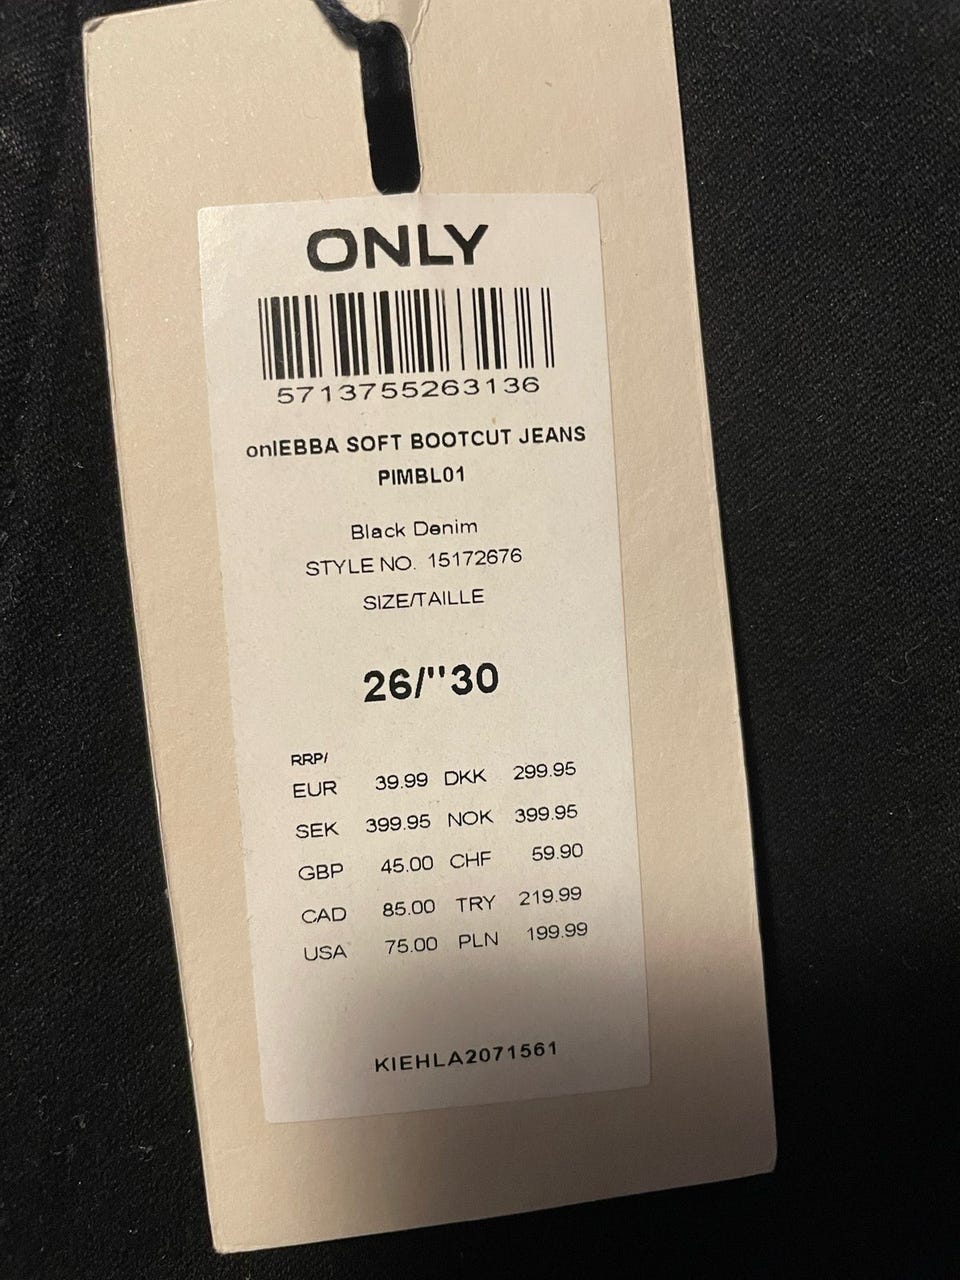 ONLY
5713755263136
onlEBBA SOFT BOOTCUT JEANS
PIMBL01
Black Denim
STYLE NO. 15172676
SIZE/TAILLE
26/"30
RRP/
EUR 39.99 DKK 299.95
SEK 399.95 NOK 399.95
GBP 45.00 CHF 59.90
CAD 85.00 TRY 219.99
USA 75.00 PLN 199.99
KIEHLA2071561